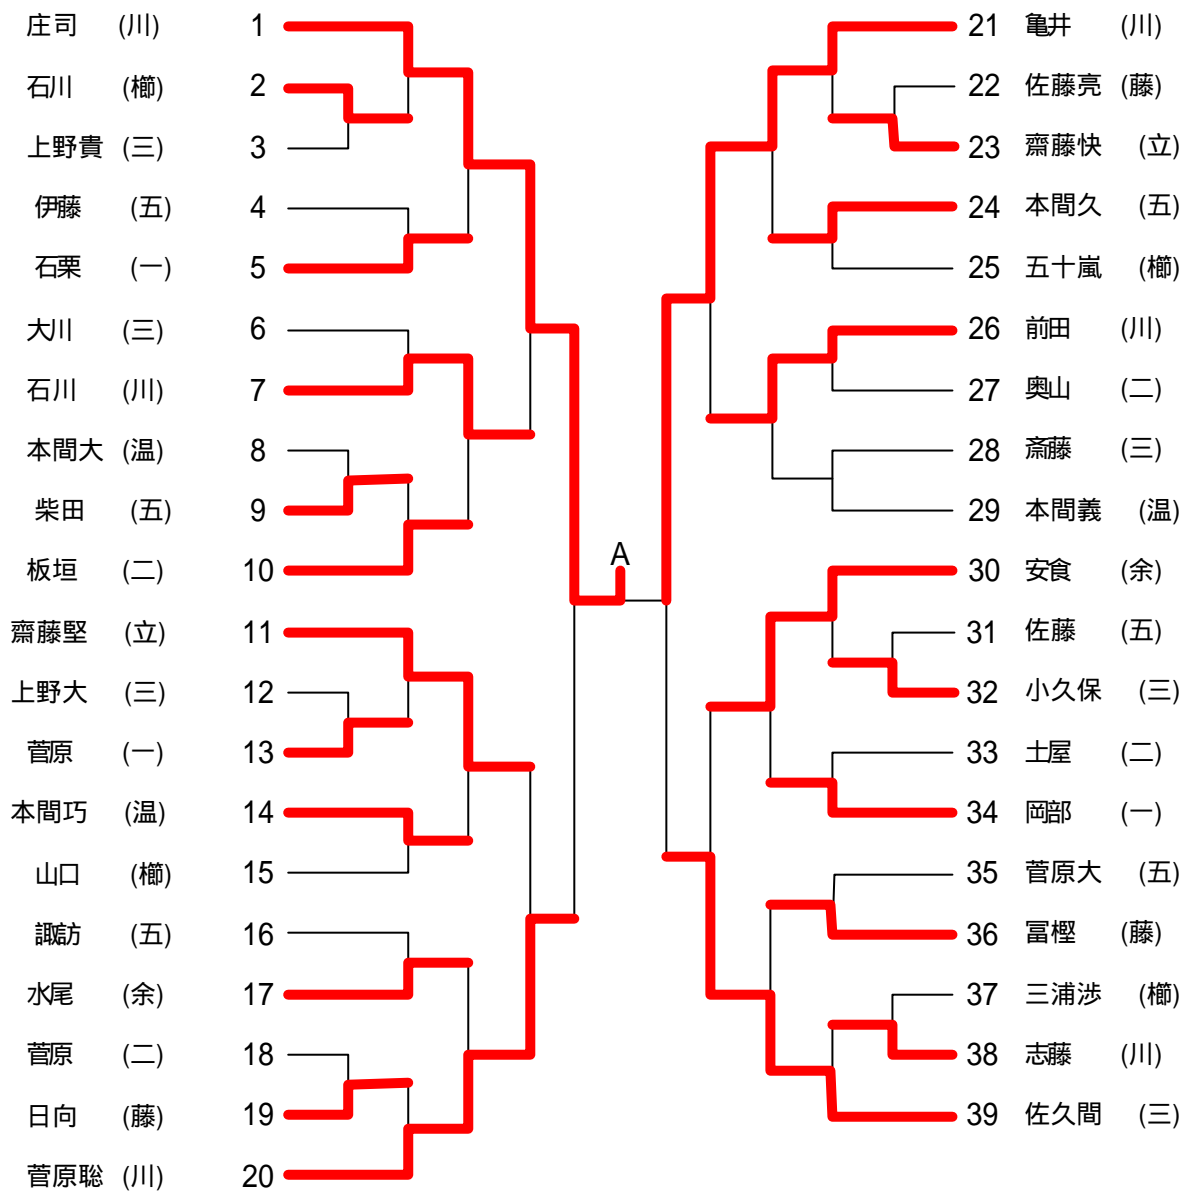 庄司 (川) 1
石川 (櫛) 2
上野貴 (三) 3
伊藤 (五) 4
石栗 (一) 5
大川 (三) 6
石川 (川) 7
本間大 (温) 8
柴田 (五) 9
板垣 (二) 10
齋藤堅 (立) 11
上野大 (三) 12
菅原 (一) 13
本間巧 (温) 14
山口 (櫛) 15
諏訪 (五) 16
水尾 (余) 17
菅原 (二) 18
日向 (藤) 19
菅原聡 (川) 20
A
21 亀井 (川)
22 佐藤亮 (藤)
23 齋藤快 (立)
24 本間久 (五)
25 五十嵐 (櫛)
26 前田 (川)
27 奥山 (二)
28 斎藤 (三)
29 本間義 (温)
30 安食 (余)
31 佐藤 (五)
32 小久保 (三)
33 土屋 (二)
34 岡部 (一)
35 菅原大 (五)
36 冨樫 (藤)
37 三浦渉 (櫛)
38 志藤 (川)
39 佐久間 (三)